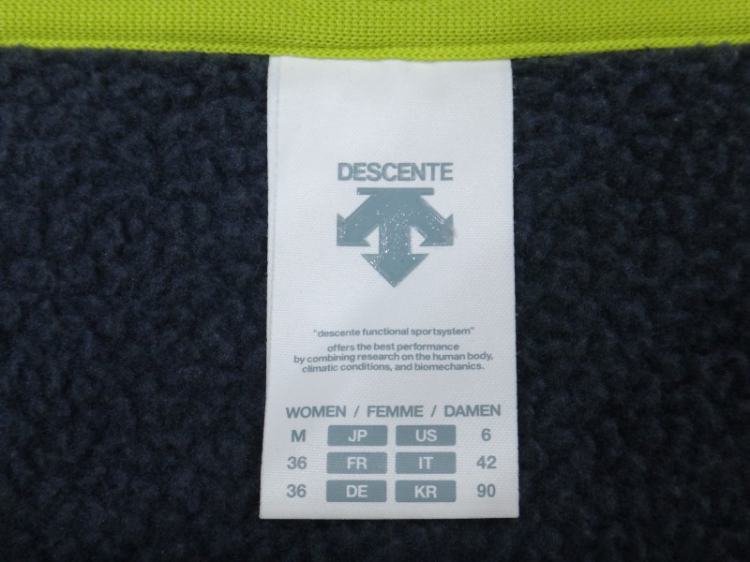 DESCENTE
"descente functional sportsystem"
offers the best performance
by combining research on the human body,
climatic conditions, and biomechanics.
WOMEN / FEMME / DAMEN
M JP US 6
36 FR IT 42
36 DE KR 90